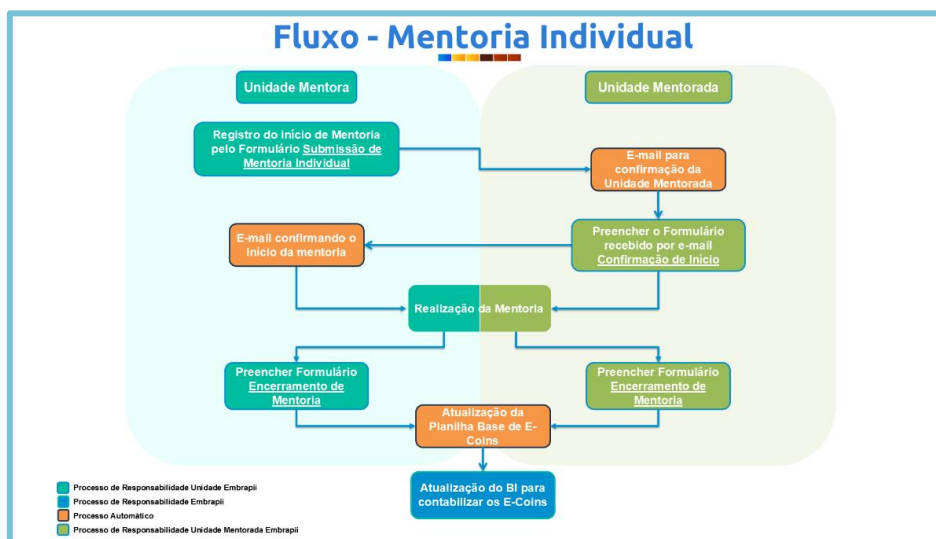 Fluxo - Mentoria Individual
Unidade Mentora
Unidade Mentorada
Registro do início de Mentoria
pelo Formulário Submissão de
Mentoria Individual
E-mail para
confirmação da
Unidade Mentorada
E-mail confirmando o
início da mentoria
Preencher o Formulário
recebido por e-mail
Confirmação de Início
Realização da Mentoria
Preencher Formulário
Encerramento de
Mentoria
Preencher Formulário
Encerramento de
Mentoria
Atualização da
Planilha Base de E-
Coins
Atualização do BI para
contabilizar os E-Coins
Processo de Responsabilidade Unidade Embrapii
Processo de Responsabilidade Embrapii
Processo Automático
Processo de Responsabilidade Unidade Mentorada Embrapii